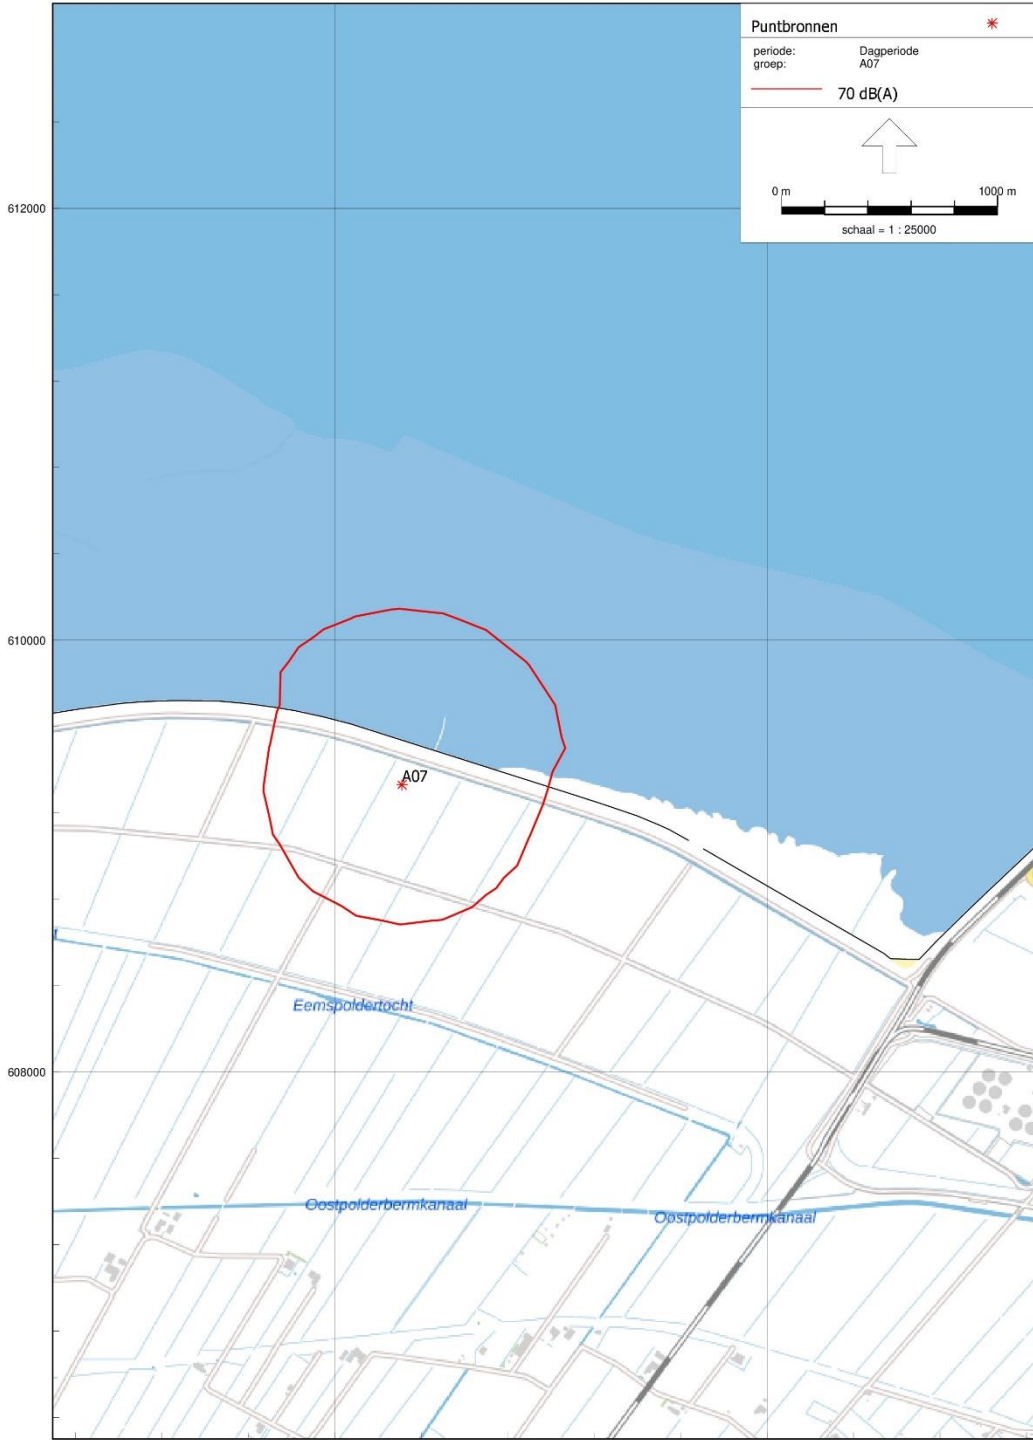 Puntbronnen
periode: Dagperiode
groep: A07
70 dB(A)
0 m 1000 m
schaal = 1 : 25000
612000
610000
A07
Eemspoldertocht
608000
Oostpolderbermkanaal
Oostpolderbermkanaal